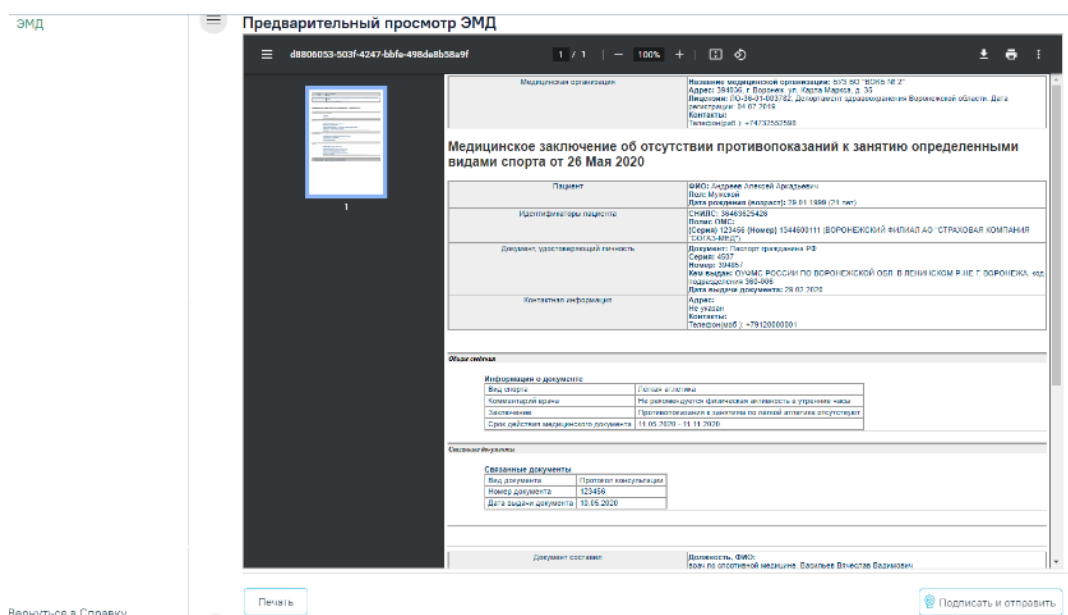 ЭМД
Предварительный просмотр ЭМД
d8806053-503f-4247-bbfe-498de8b58a9f 1 / 1 100%
1
Медицинская организация
Название медицинской организации: БУЗ ВО "ВОКБ № 2"
Адрес: 394036, г. Воронеж, ул. Карла Маркса, д. 35
Лицензия: ЛО-36-01-003782, Департамент здравоохранения Воронежской области. Дата
регистрации: 04.07.2019
Контакты:
Телефон(раб.): +74732552598
Медицинское заключение об отсутствии противопоказаний к занятию определенными
видами спорта от 26 Мая 2020
Пациент
ФИО: Андреев Алексей Аркадьевич
Пол: Мужской
Дата рождения (возраст): 29.01.1999 (21 лет)
Идентификаторы пациента
СНИЛС: 36463625426
Полис ОМС:
(Серия) 123456 (Номер) 1344600111 (ВОРОНЕЖСКИЙ ФИЛИАЛ АО "СТРАХОВАЯ КОМПАНИЯ
"СОГАЗ-МЕД")
Документ, удостоверяющий личность
Документ: Паспорт гражданина РФ
Серия: 4507
Номер: 394857
Кем выдан: ОУФМС РОССИИ ПО ВОРОНЕЖСКОЙ ОБЛ. В ЛЕНИНСКОМ Р-НЕ Г. ВОРОНЕЖА, код
подразделения 360-006
Дата выдачи документа: 29.02.2020
Контактная информация
Адрес:
Не указан
Контакты:
Телефон(моб.): +79120000001
Общие сведения
Информация о документе
Вид спорта Легкая атлетика
Комментарий врача Не рекомендуется физическая активность в утренние часы
Заключение Противопоказания к занятиям по легкой атлетике отсутствуют
Срок действия медицинского документа 11.05.2020 - 11.11.2020
Связанные документы
Связанные документы
Вид документа Протокол консультации
Номер документа 123456
Дата выдачи документа 10.05.2020
Документ составил
Должность, ФИО:
врач по спортивной медицине, Васильев Вячеслав Вадимович
Печать
Подписать и отправить
Вернуться в Справку